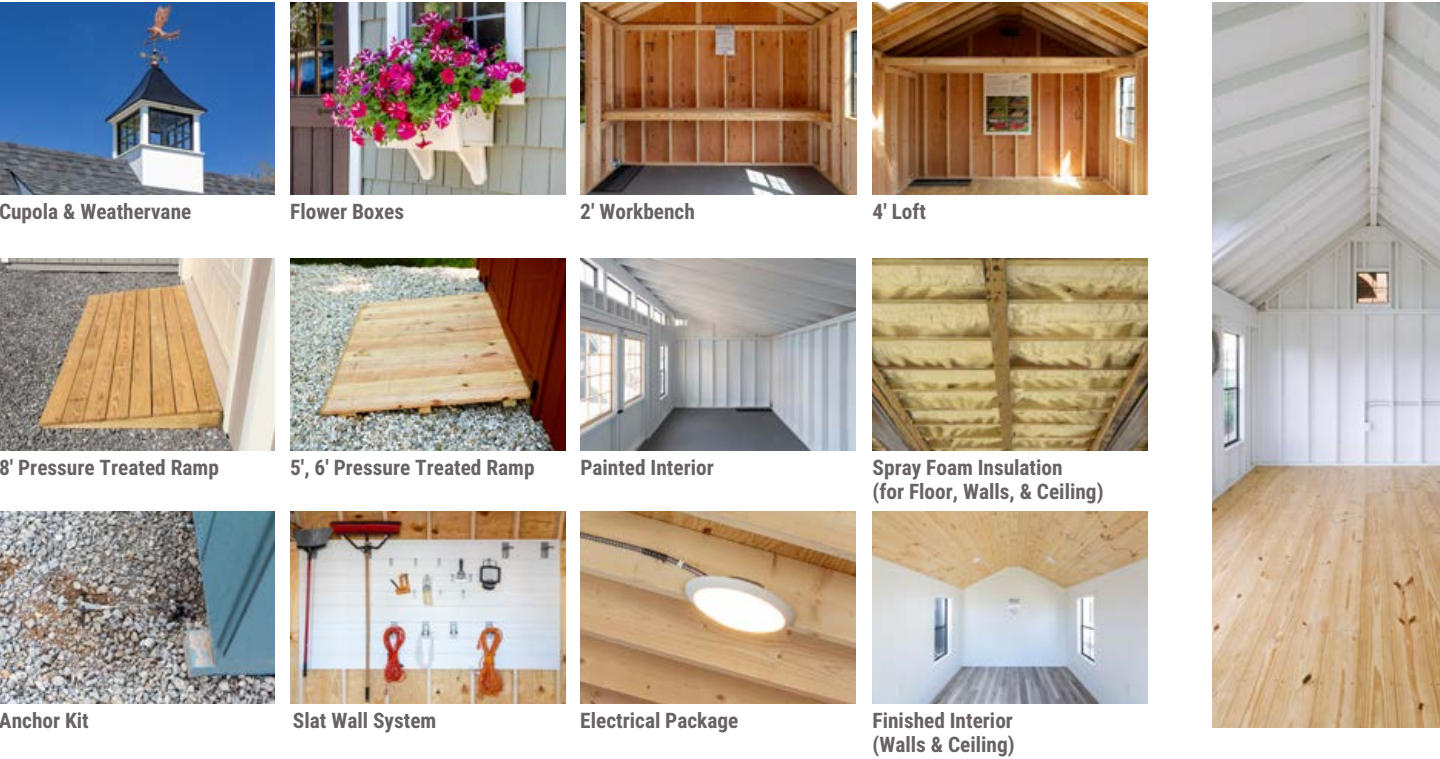 Cupola & Weathervane
Flower Boxes
2' Workbench
4' Loft
8' Pressure Treated Ramp
5', 6' Pressure Treated Ramp
Painted Interior
Spray Foam Insulation
(for Floor, Walls, & Ceiling)
Anchor Kit
Slat Wall System
Electrical Package
Finished Interior
(Walls & Ceiling)